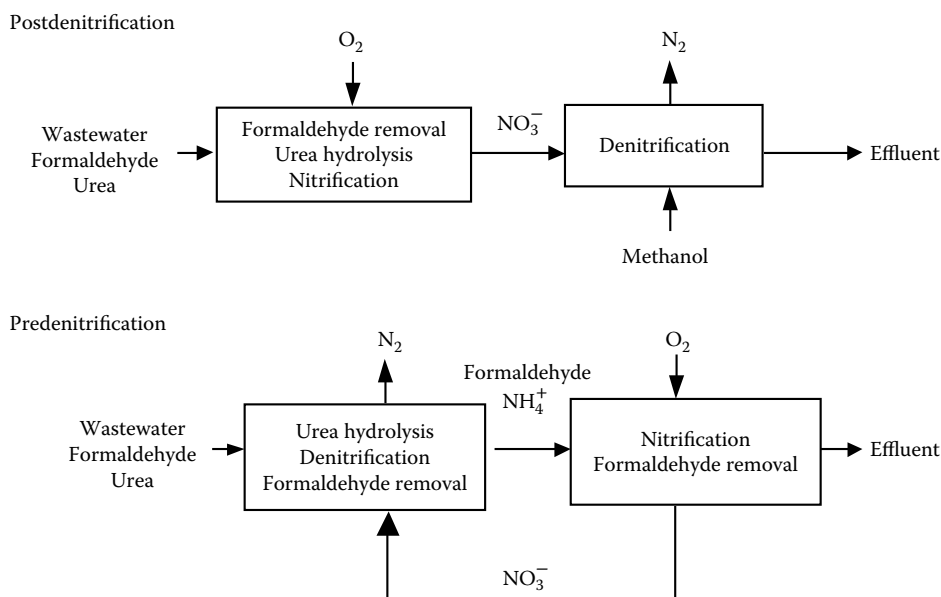 Postdenitrification
O₂
N₂
Wastewater
Formaldehyde
Urea
Formaldehyde removal
Urea hydrolysis
Nitrification
NO₃⁻
Denitrification
Effluent
Methanol
Predenitrification
N₂
O₂
Wastewater
Formaldehyde
Urea
Urea hydrolysis
Denitrification
Formaldehyde removal
Formaldehyde
NH₄⁺
Nitrification
Formaldehyde removal
Effluent
NO₃⁻